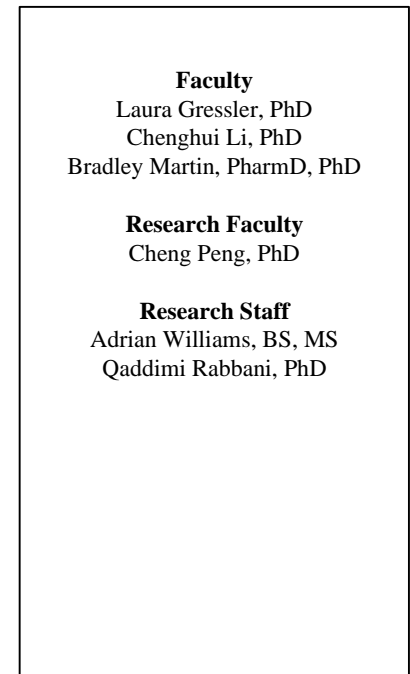 Faculty
Laura Gressler, PhD
Chenghui Li, PhD
Bradley Martin, PharmD, PhD
Research Faculty
Cheng Peng, PhD
Research Staff
Adrian Williams, BS, MS
Qaddimi Rabbani, PhD